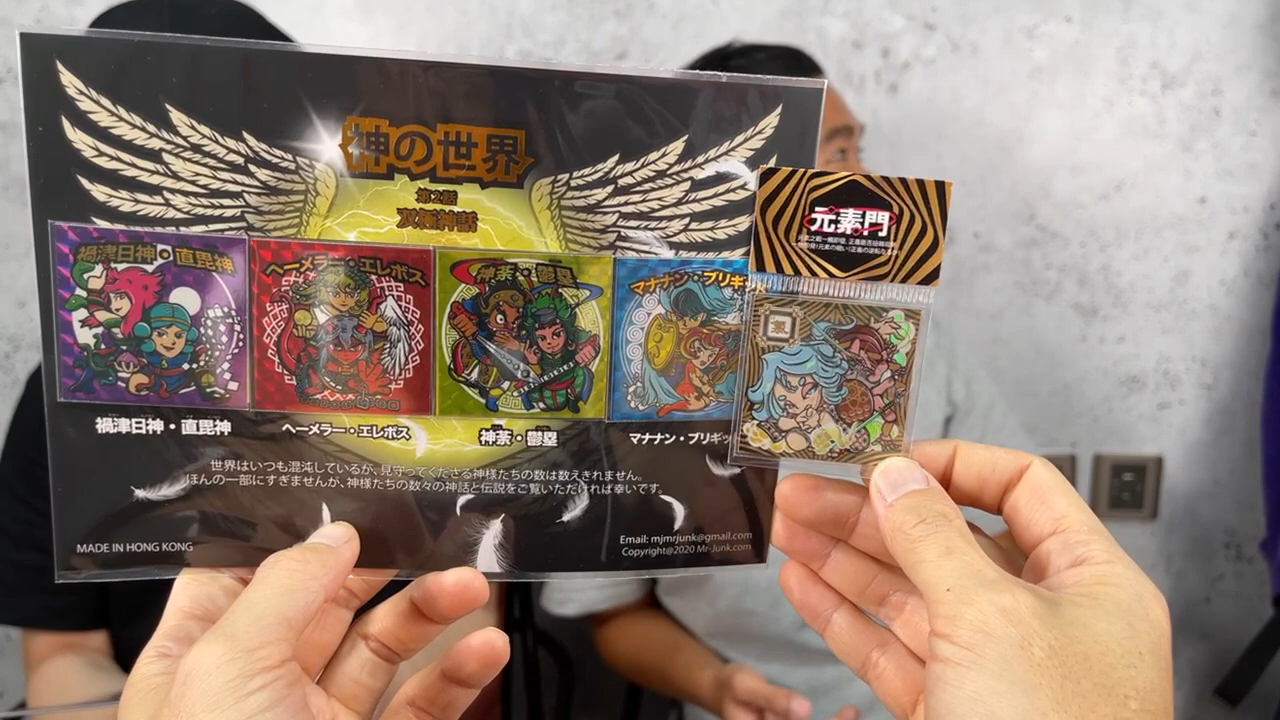 神の世界
第2話
双極神話
禍津日神・直毘神
ヘーメラー・エレボス
神荼・鬱塁
マナナン・ブリギッ
禍津日神・直毘神
ヘーメラー・エレボス
神荼・鬱塁
マナナン・ブリギッ
世界はいつも混沌しているが、見守ってくださる神様たちの数は数えきれません。
ほんの一部にすぎませんが、神様たちの数々の神話と伝説をご覧いただければ幸いです。
MADE IN HONG KONG
Email: mjmrjunk@gmail.com
Copyright@2020 Mr-Junk.com
元素門